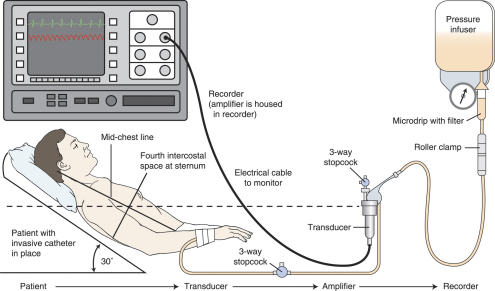 Pressure
infuser
Recorder
(amplifier is housed
in recorder)
Microdrip with filter
Mid-chest line
Roller clamp
3-way
stopcock
Fourth intercostal
space at sternum
Electrical cable
to monitor
Transducer
Patient with
invasive catheter
in place
30°
3-way
stopcock
Patient Transducer Amplifier Recorder